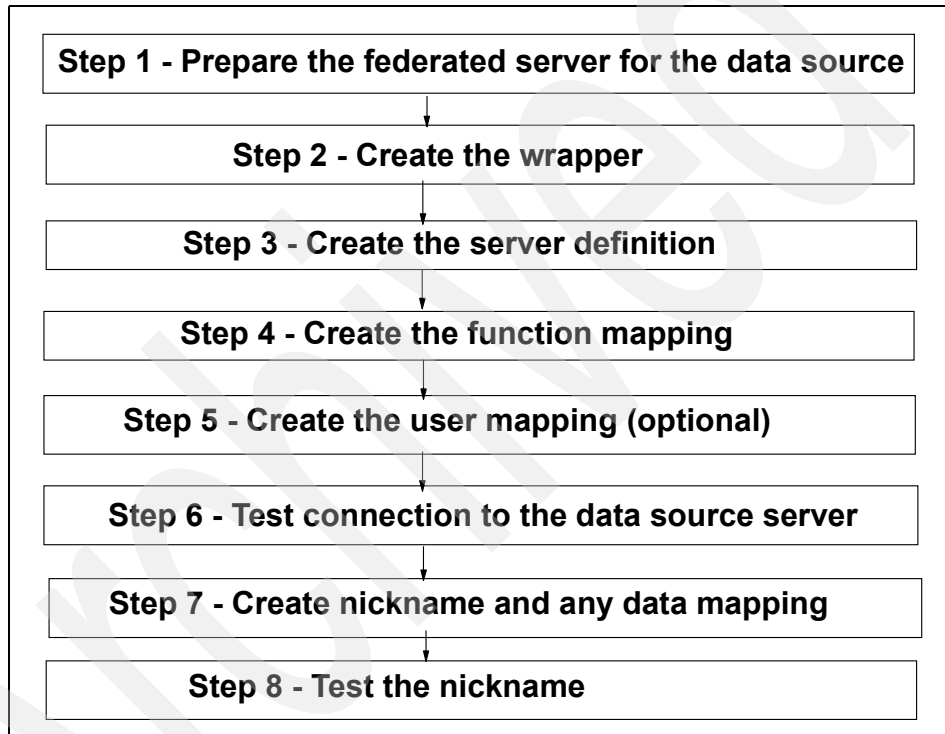 Step 1 - Prepare the federated server for the data source
Step 2 - Create the wrapper
Step 3 - Create the server definition
Step 4 - Create the function mapping
Step 5 - Create the user mapping (optional)
Step 6 - Test connection to the data source server
Step 7 - Create nickname and any data mapping
Step 8 - Test the nickname